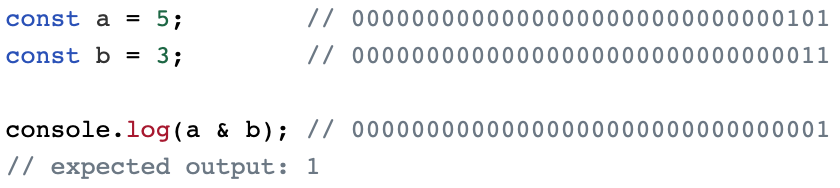 const a = 5;        // 00000000000000000000000000000101
const b = 3;        // 00000000000000000000000000000011
console.log(a & b); // 00000000000000000000000000000001
// expected output: 1